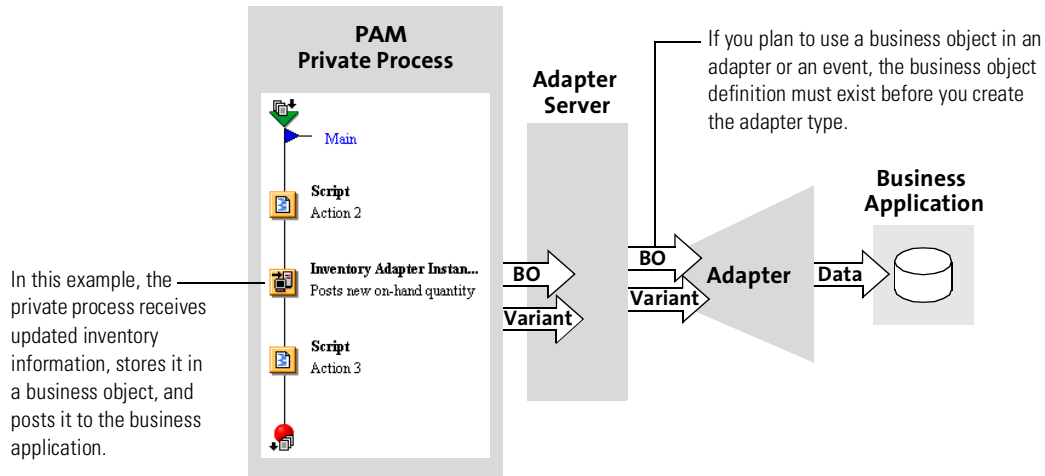 PAM
Private Process
Main
Script
Action 2
Inventory Adapter Instan...
Posts new on-hand quantity
Script
Action 3
In this example, the
private process receives
updated inventory
information, stores it in
a business object, and
posts it to the business
application.
Adapter
Server
BO
Variant
BO
Variant
If you plan to use a business object in an
adapter or an event, the business object
definition must exist before you create
the adapter type.
Adapter
Data
Business
Application